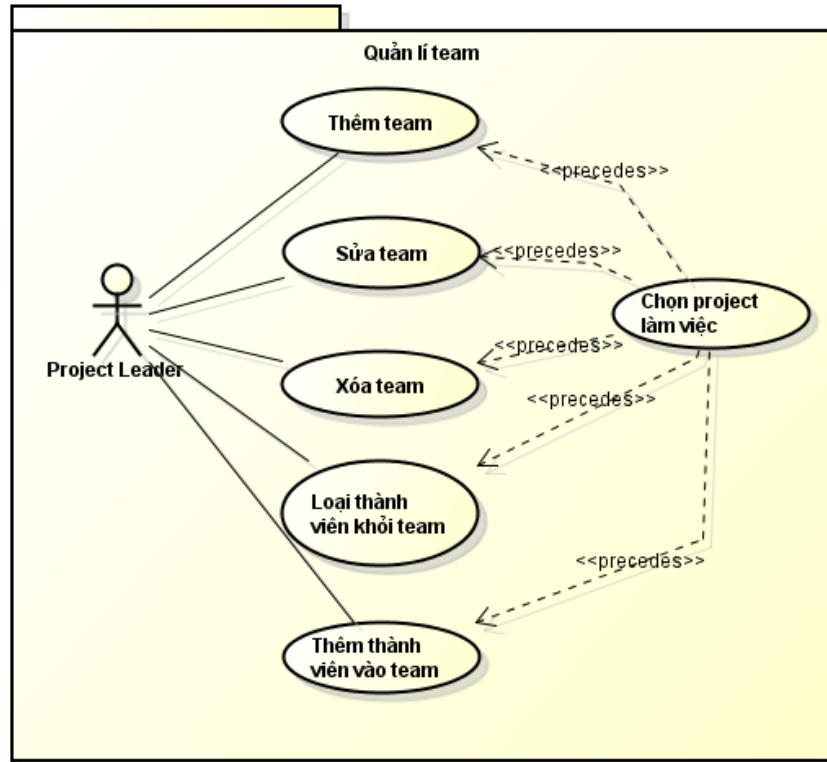 Quản lí team
Thêm team
<<precedes>>
Sửa team
<<precedes>>
Chọn project
làm việc
Project Leader
Xóa team
<<precedes>>
<<precedes>>
Loại thành
viên khỏi team
<<precedes>>
Thêm thành
viên vào team